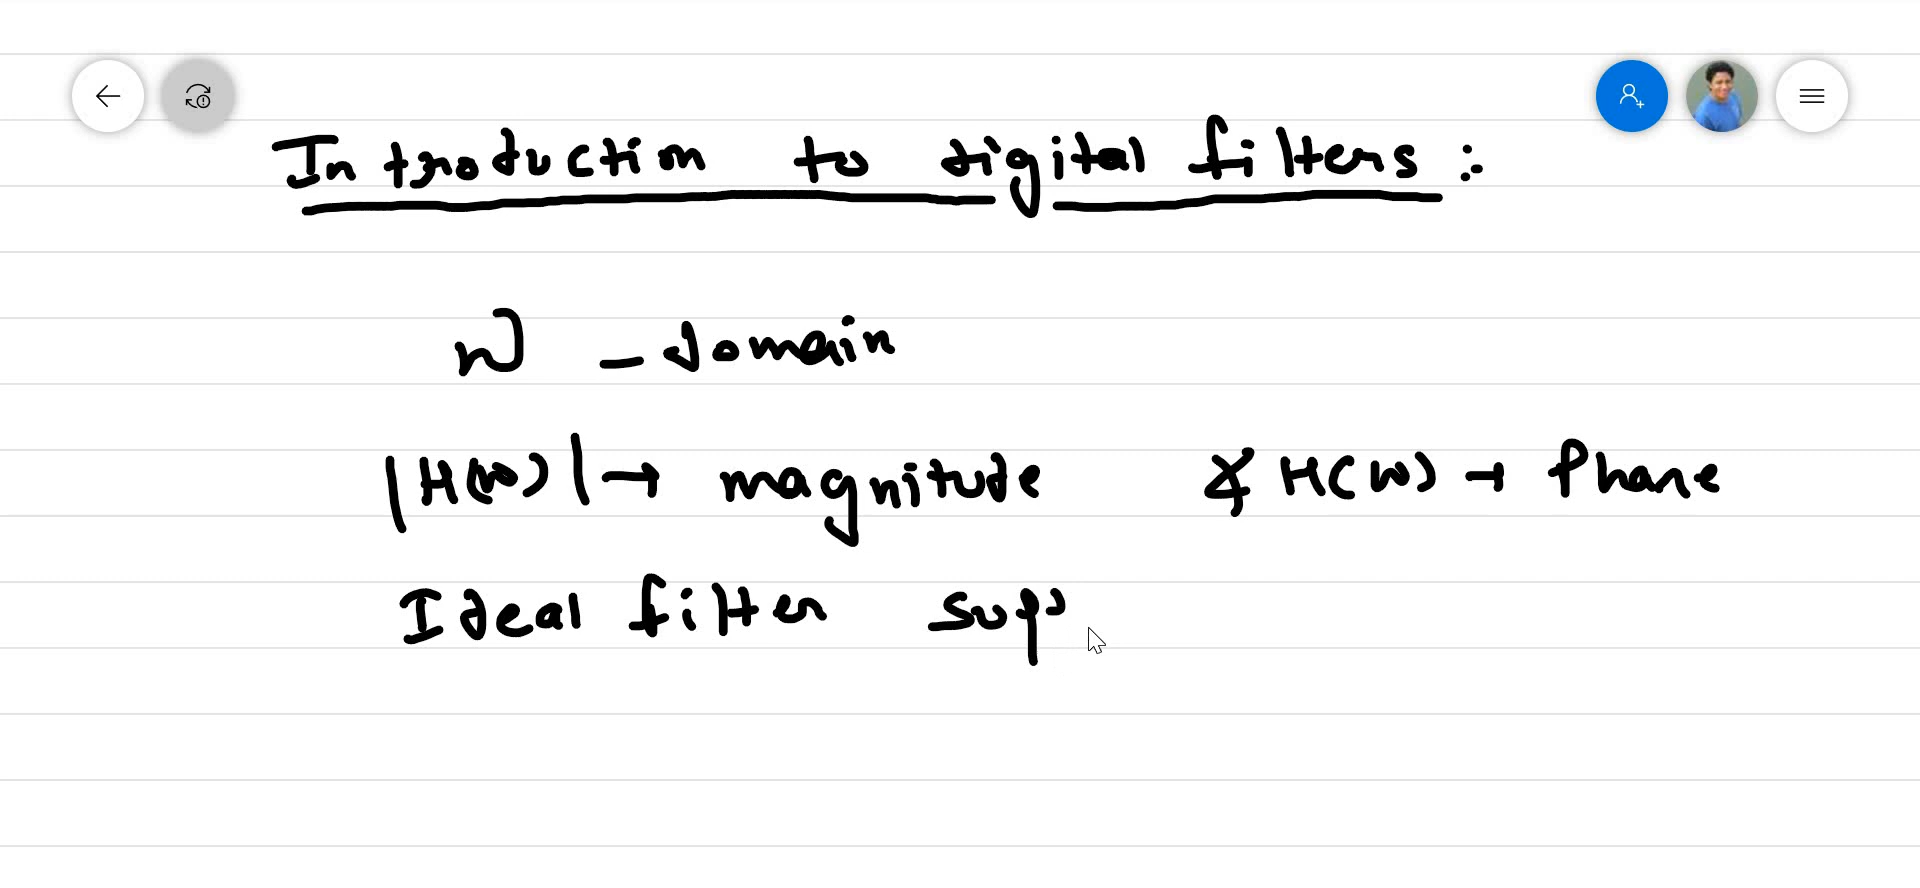 Introduction to digital filters :
W - domain
|H(W)| → magnitude ∡ H(W) → Phase
Ideal filter